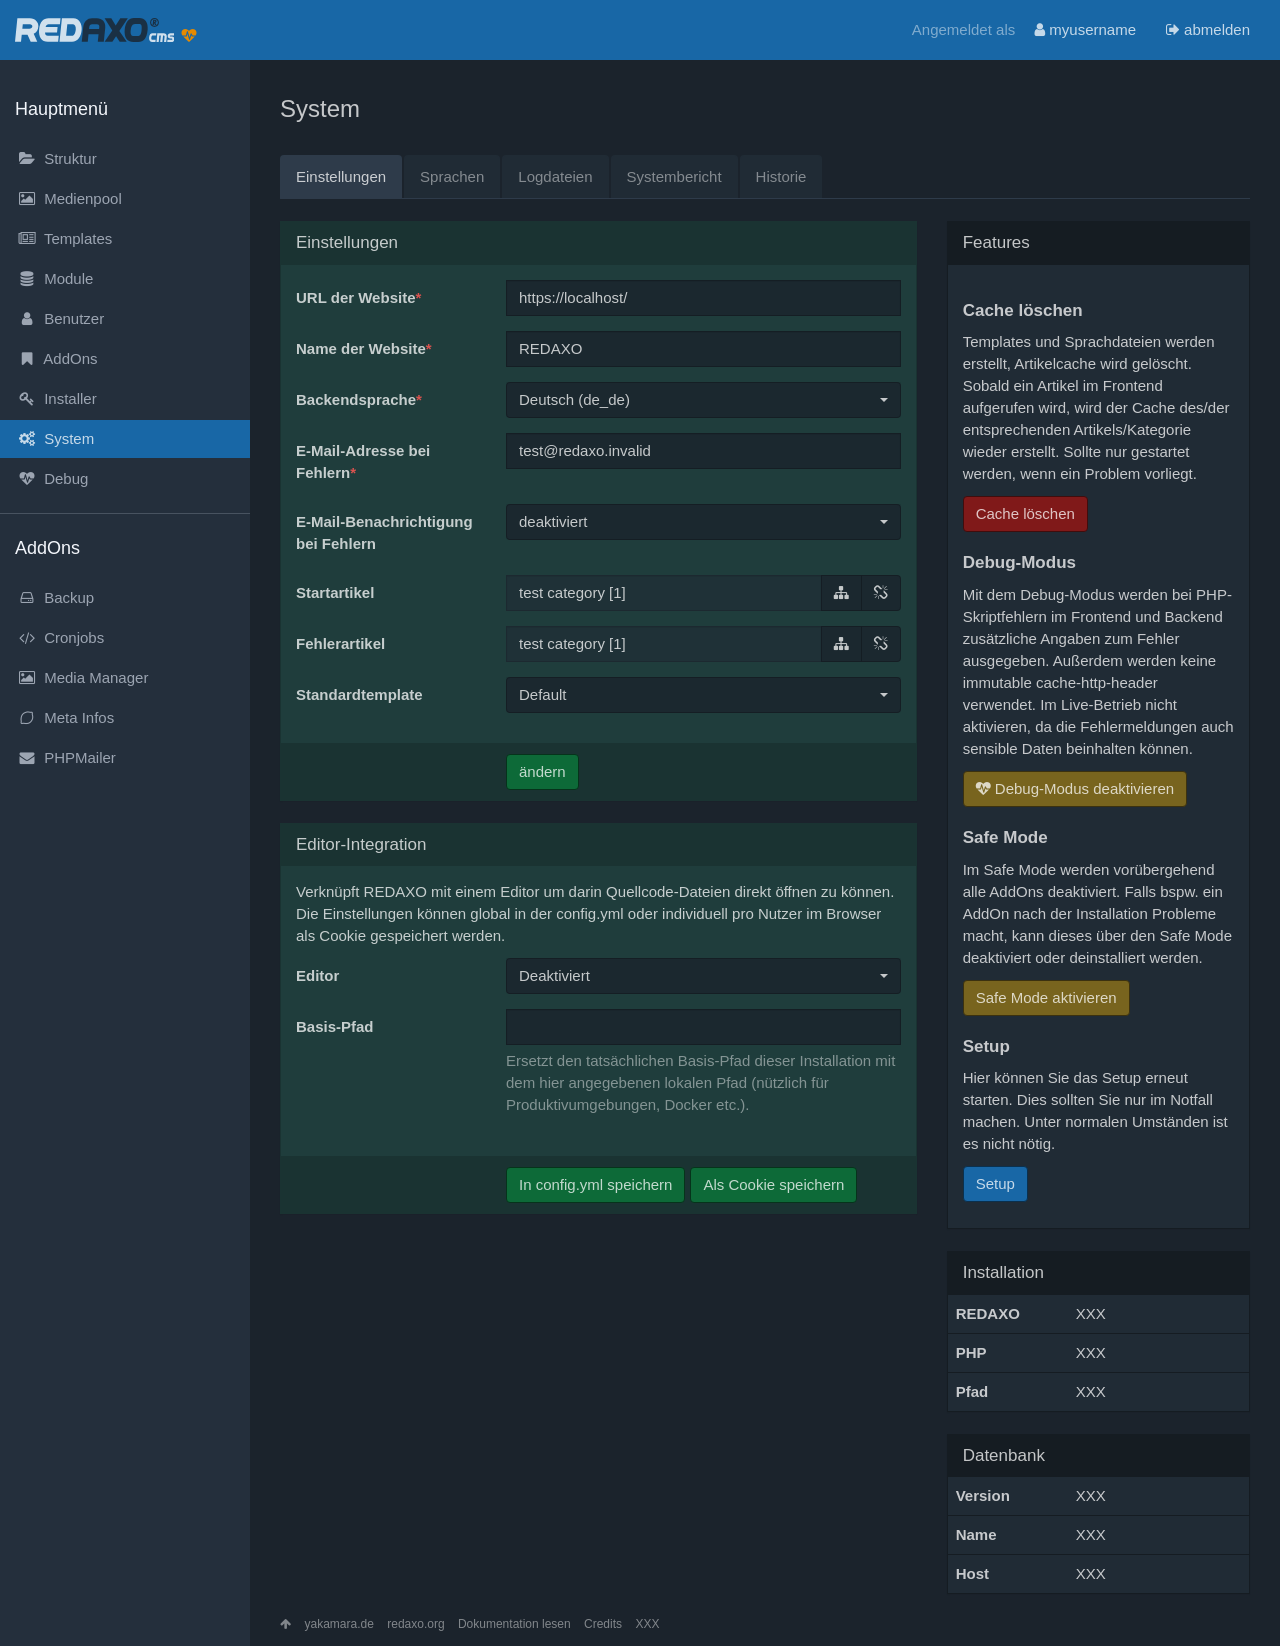 REDAXO® cms
Angemeldet als myusername abmelden
Hauptmenü
Struktur
Medienpool
Templates
Module
Benutzer
AddOns
Installer
System
Debug
AddOns
Backup
Cronjobs
Media Manager
Meta Infos
PHPMailer
System
Einstellungen Sprachen Logdateien Systembericht Historie
Einstellungen
URL der Website* https://localhost/
Name der Website* REDAXO
Backendsprache* Deutsch (de_de)
E-Mail-Adresse bei
Fehlern*
test@redaxo.invalid
E-Mail-Benachrichtigung
bei Fehlern
deaktiviert
Startartikel test category [1]
Fehlerartikel test category [1]
Standardtemplate Default
ändern
Editor-Integration
Verknüpft REDAXO mit einem Editor um darin Quellcode-Dateien direkt öffnen zu können.
Die Einstellungen können global in der config.yml oder individuell pro Nutzer im Browser
als Cookie gespeichert werden.
Editor Deaktiviert
Basis-Pfad
Ersetzt den tatsächlichen Basis-Pfad dieser Installation mit
dem hier angegebenen lokalen Pfad (nützlich für
Produktivumgebungen, Docker etc.).
In config.yml speichern Als Cookie speichern
Features
Cache löschen
Templates und Sprachdateien werden
erstellt, Artikelcache wird gelöscht.
Sobald ein Artikel im Frontend
aufgerufen wird, wird der Cache des/der
entsprechenden Artikels/Kategorie
wieder erstellt. Sollte nur gestartet
werden, wenn ein Problem vorliegt.
Cache löschen
Debug-Modus
Mit dem Debug-Modus werden bei PHP-
Skriptfehlern im Frontend und Backend
zusätzliche Angaben zum Fehler
ausgegeben. Außerdem werden keine
immutable cache-http-header
verwendet. Im Live-Betrieb nicht
aktivieren, da die Fehlermeldungen auch
sensible Daten beinhalten können.
Debug-Modus deaktivieren
Safe Mode
Im Safe Mode werden vorübergehend
alle AddOns deaktiviert. Falls bspw. ein
AddOn nach der Installation Probleme
macht, kann dieses über den Safe Mode
deaktiviert oder deinstalliert werden.
Safe Mode aktivieren
Setup
Hier können Sie das Setup erneut
starten. Dies sollten Sie nur im Notfall
machen. Unter normalen Umständen ist
es nicht nötig.
Setup
Installation
REDAXO XXX
PHP XXX
Pfad XXX
Datenbank
Version XXX
Name XXX
Host XXX
yakamara.de redaxo.org Dokumentation lesen Credits XXX